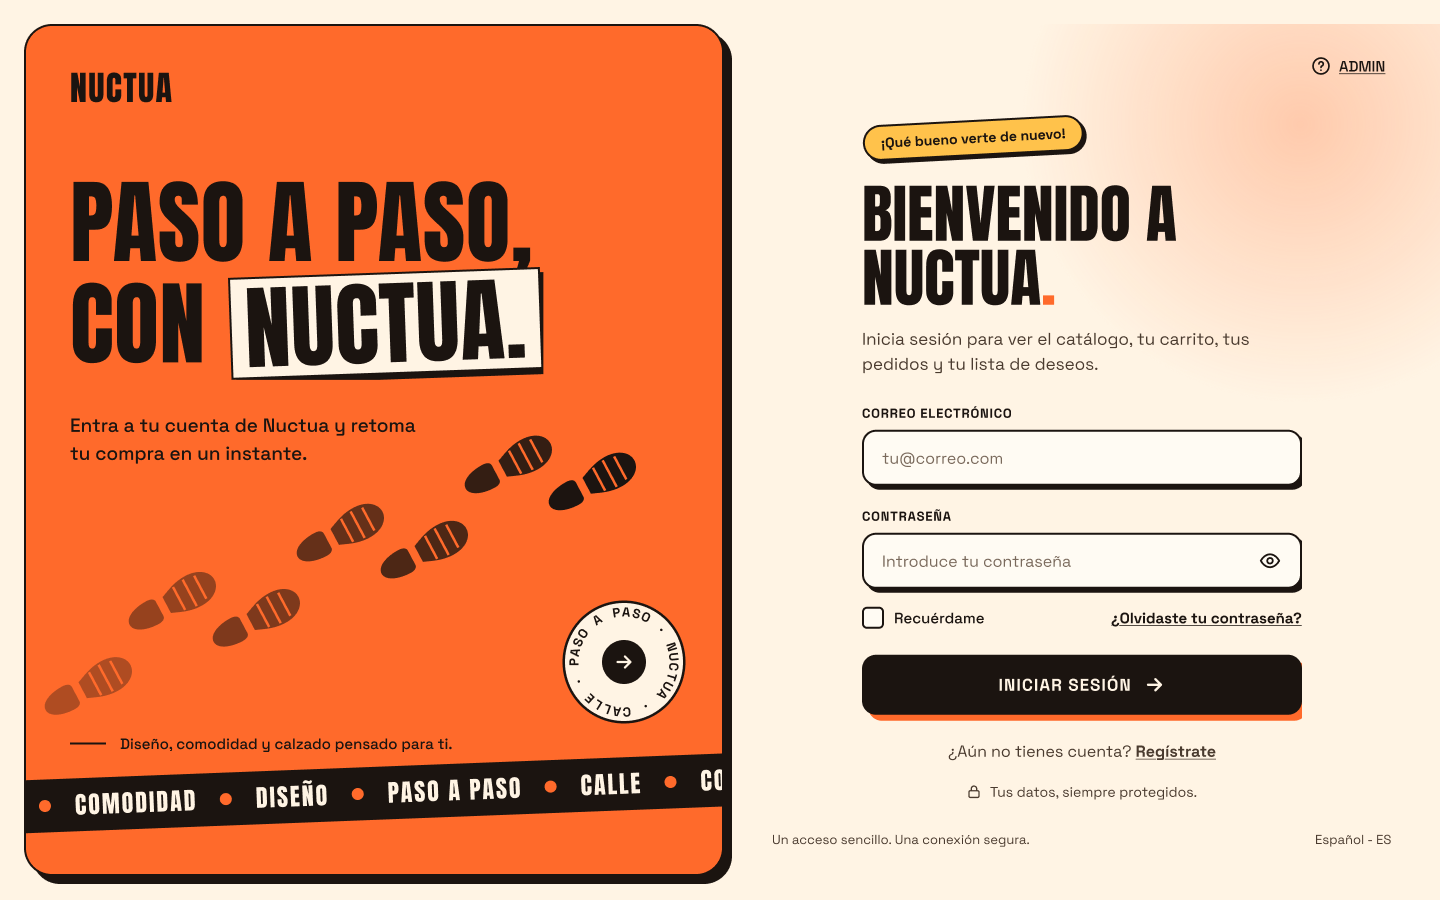 NUCTUA
PASO A PASO,
CON NUCTUA.
Entra a tu cuenta de Nuctua y retoma
tu compra en un instante.
PASO A PASO · NUCTUA · CALLE ·
Diseño, comodidad y calzado pensado para ti.
COMODIDAD • DISEÑO • PASO A PASO • CALLE • CO
ADMIN
¡Qué bueno verte de nuevo!
BIENVENIDO A
NUCTUA.
Inicia sesión para ver el catálogo, tu carrito, tus
pedidos y tu lista de deseos.
CORREO ELECTRÓNICO
tu@correo.com
CONTRASEÑA
Introduce tu contraseña
Recuérdame
¿Olvidaste tu contraseña?
INICIAR SESIÓN →
¿Aún no tienes cuenta? Regístrate
Tus datos, siempre protegidos.
Un acceso sencillo. Una conexión segura.
Español - ES